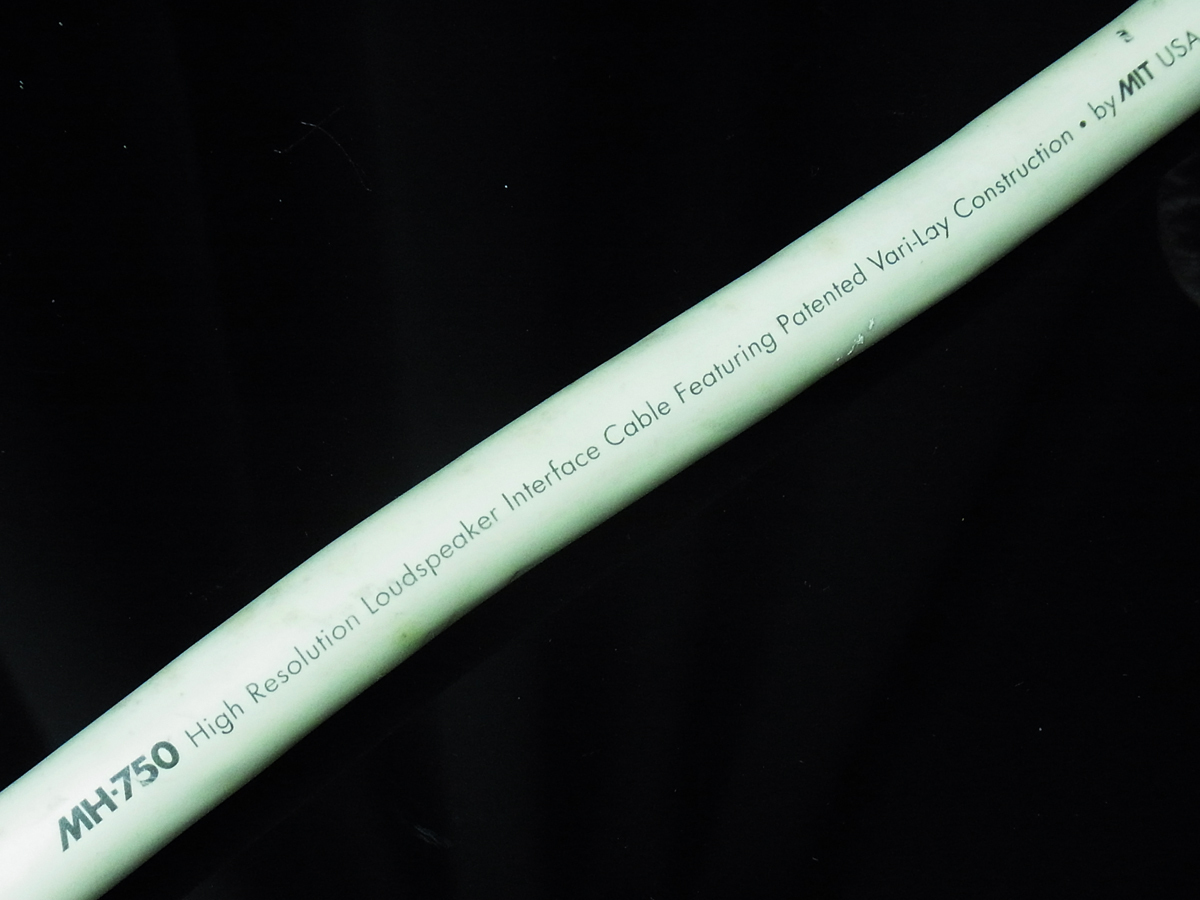 MH-750 High Resolution Loudspeaker Interface Cable Featuring Patented Vari-Lay Construction • by MIT USA